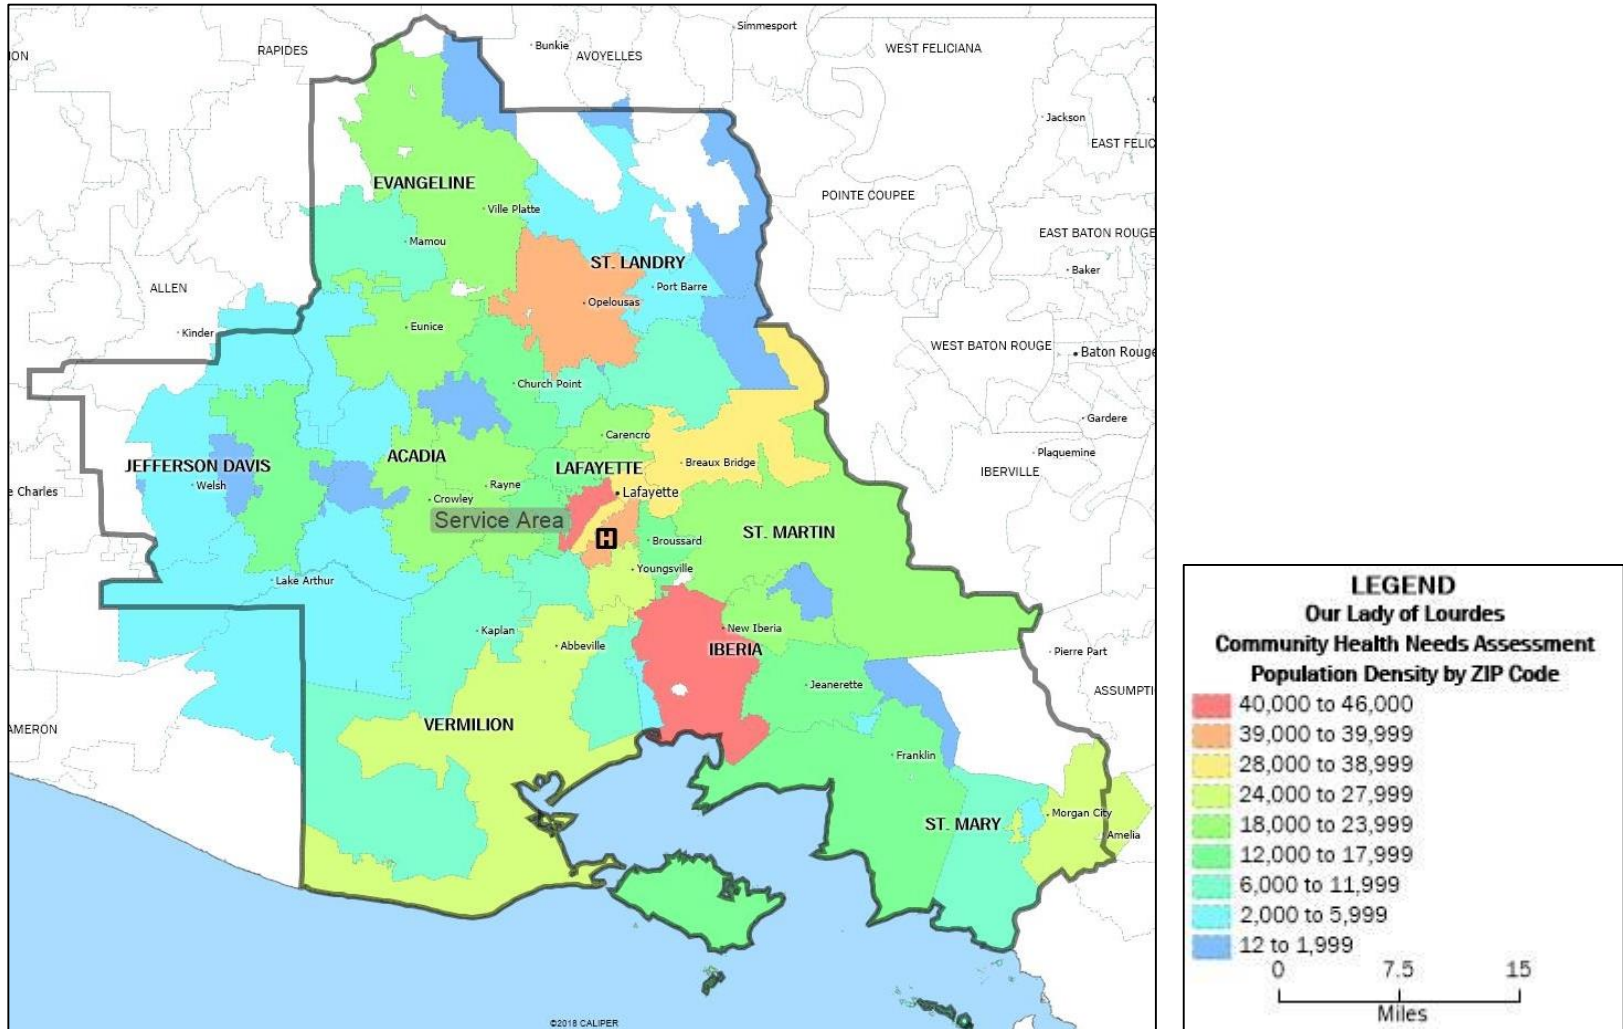 Simmesport
ION
RAPIDES
Bunkie
AVOYELLES
WEST FELICIANA
Jackson
EAST FELIC
EVANGELINE
POINTE COUPEE
Ville Platte
Mamou
EAST BATON ROUGE
ST. LANDRY
Baker
ALLEN
Port Barre
Opelousas
Kinder
Eunice
WEST BATON ROUGE
Baton Rouge
Church Point
Gardere
Carencro
Plaquemine
JEFFERSON DAVIS
ACADIA
LAFAYETTE
Breaux Bridge
IBERVILLE
Welsh
Rayne
e Charles
Crowley
Lafayette
Service Area
ST. MARTIN
H
Broussard
Youngsville
Lake Arthur
New Iberia
Kaplan
Abbeville
IBERIA
Pierre Part
Jeanerette
ASSUMPTI
VERMILION
AMERON
Franklin
ST. MARY
Morgan City
Amelia
©2018 CALIPER
LEGEND
Our Lady of Lourdes
Community Health Needs Assessment
Population Density by ZIP Code
40,000 to 46,000
39,000 to 39,999
28,000 to 38,999
24,000 to 27,999
18,000 to 23,999
12,000 to 17,999
6,000 to 11,999
2,000 to 5,999
12 to 1,999
0 7.5 15
Miles